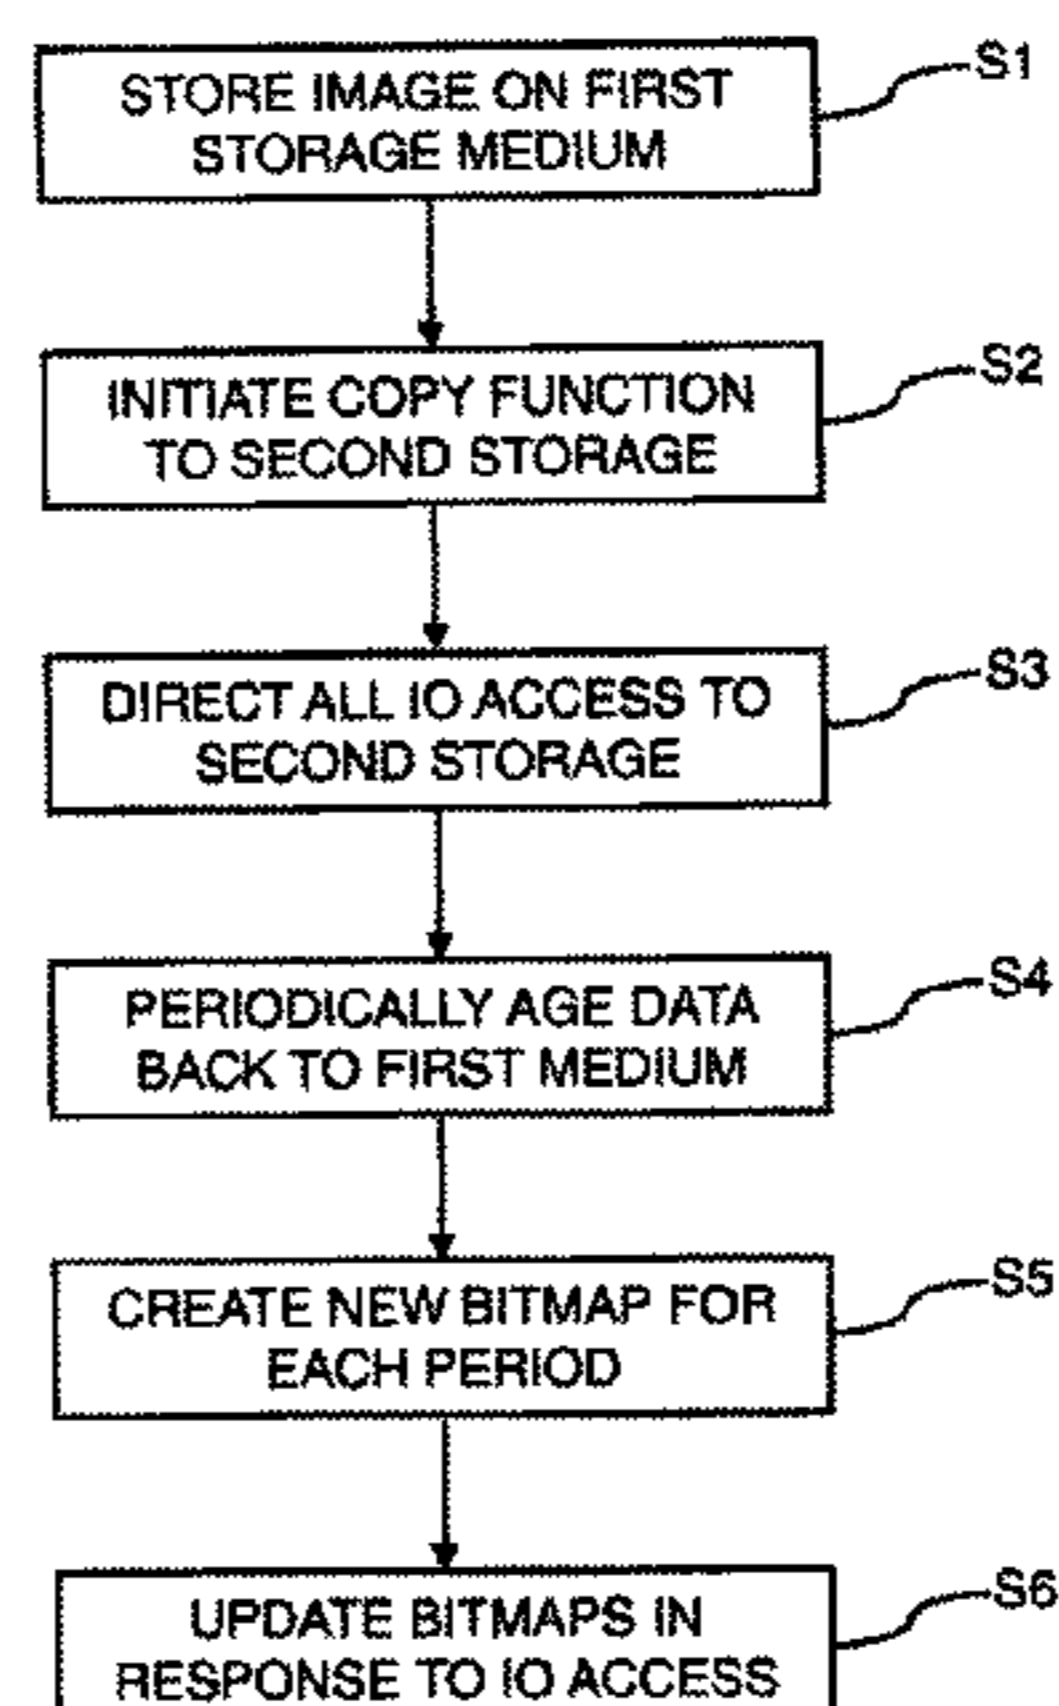 STORE IMAGE ON FIRST
STORAGE MEDIUM
S1
INITIATE COPY FUNCTION
TO SECOND STORAGE
S2
DIRECT ALL IO ACCESS TO
SECOND STORAGE
S3
PERIODICALLY AGE DATA
BACK TO FIRST MEDIUM
S4
CREATE NEW BITMAP FOR
EACH PERIOD
S5
UPDATE BITMAPS IN
RESPONSE TO IO ACCESS
S6